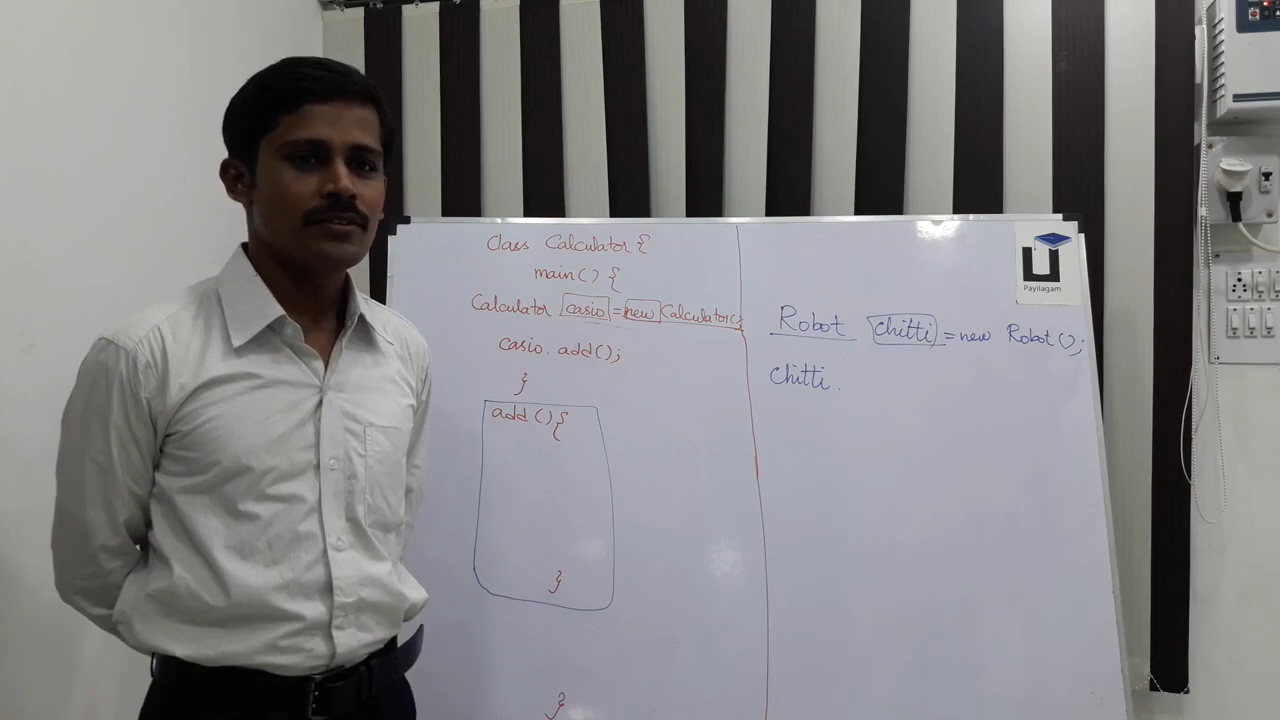 Class Calculator {
main() {
Calculator casio = new Calculator()
casio. add();
}
add () {
}
}
Payilagam
Robot chitti = new Robot();
chitti.